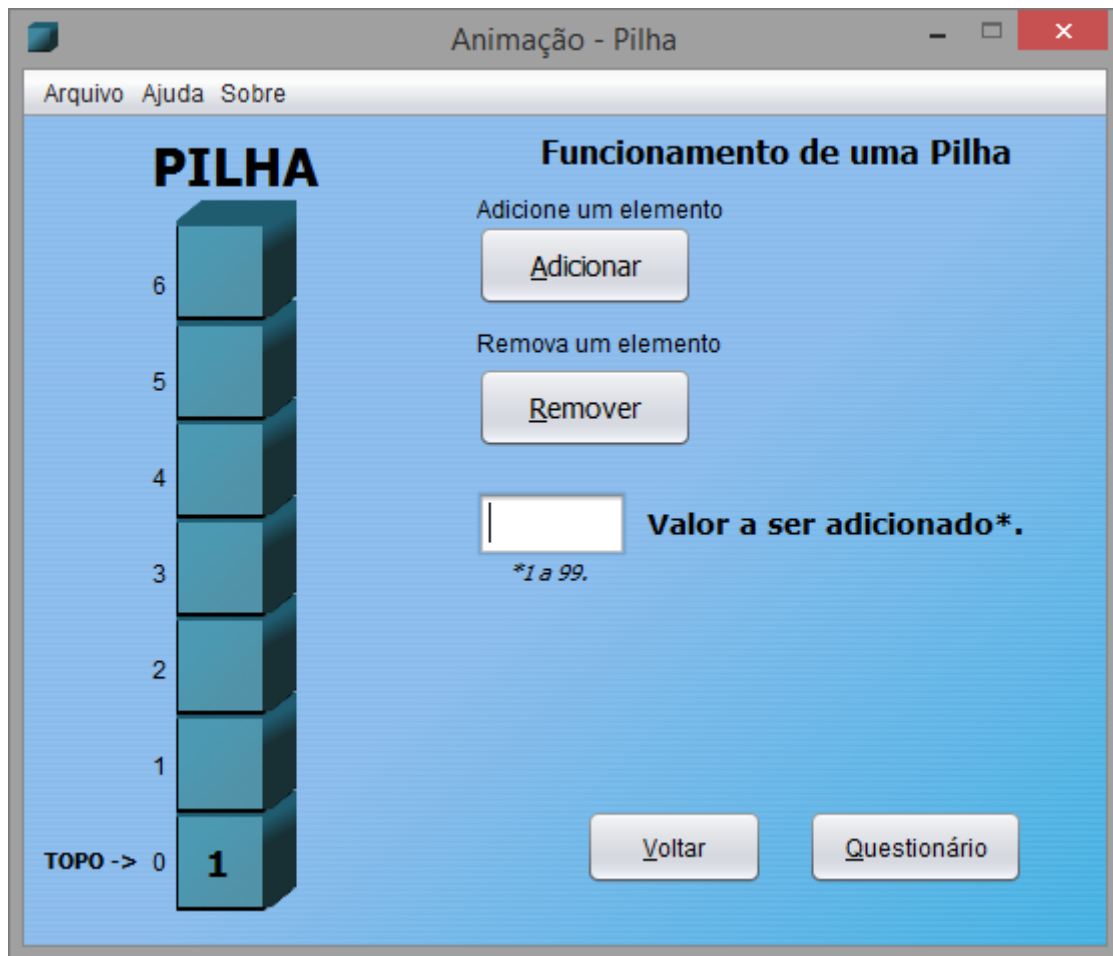 Animação - Pilha
Arquivo Ajuda Sobre
PILHA
6
5
4
3
2
1
TOPO -> 0
1
Funcionamento de uma Pilha
Adicione um elemento
Adicionar
Remova um elemento
Remover
Valor a ser adicionado*.
*1 a 99.
Voltar
Questionário